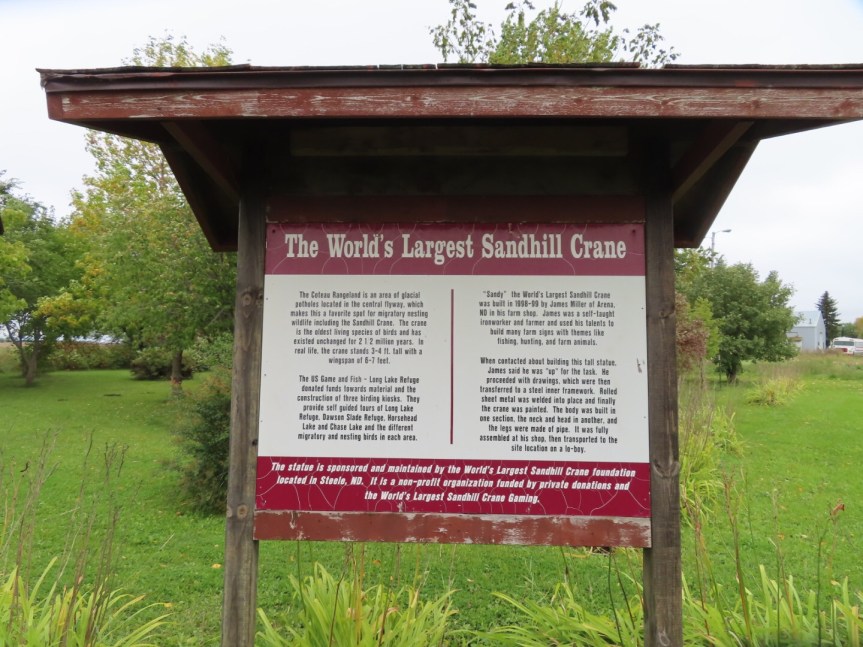 The World's Largest Sandhill Crane
The Coteau Rangeland is an area of glacial
potholes located in the central flyway, which
makes this a favorite spot for migratory nesting
wildlife including the Sandhill Crane. The crane
is the oldest living species of birds and has
existed unchanged for 2 1/2 million years. In
real life, the crane stands 3-4 ft. tall with a
wingspan of 6-7 feet.
The US Game and Fish - Long Lake Refuge
donated funds towards material and the
construction of three birding kiosks. They
provide self guided tours of Long Lake
Refuge, Dawson Slade Refuge, Horsehead
Lake and Chase Lake and the different
migratory and nesting birds in each area.
"Sandy" the World's Largest Sandhill Crane
was built in 1998-99 by James Miller of Arena,
ND in his farm shop. James was a self-taught
ironworker and farmer and used his talents to
build many farm signs with themes like
fishing, hunting, and farm animals.
When contacted about building this tall statue,
James said he was "up" for the task. He
proceeded with drawings, which were then
transferred to a steel inner framework. Rolled
sheet metal was welded into place and finally
the crane was painted. The body was built in
one section, the neck and head in another, and
the legs were made of pipe. It was fully
assembled at his shop, then transported to the
site location on a lo-boy.
The statue is sponsored and maintained by the World's Largest Sandhill Crane foundation
located in Steele, ND. It is a non-profit organization funded by private donations and
the World's Largest Sandhill Crane Gaming.